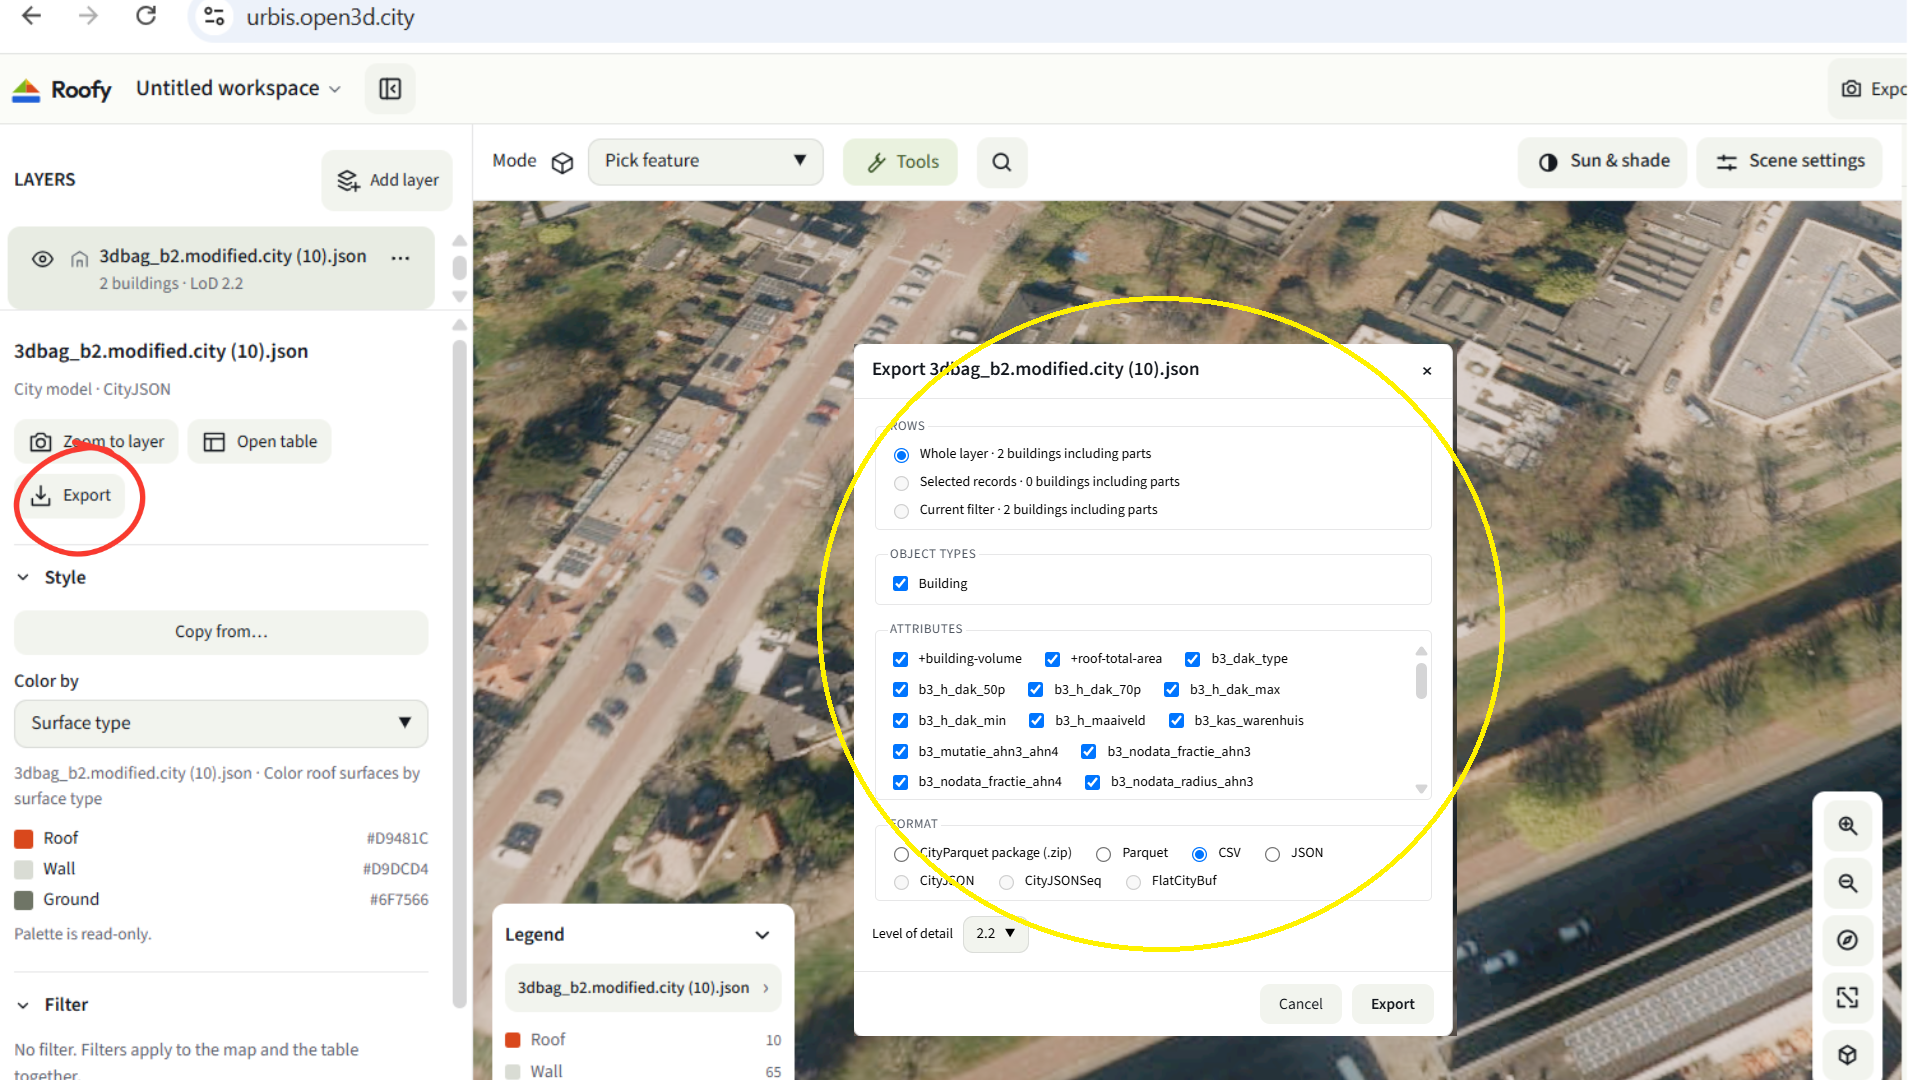 urbis.open3d.city
Roofy
Untitled workspace
Expo
LAYERS
Add layer
Mode
Pick feature
Tools
Sun & shade
Scene settings
3dbag_b2.modified.city (10).json
2 buildings · LoD 2.2
3dbag_b2.modified.city (10).json
City model · CityJSON
Zoom to layer
Open table
Export
Style
Copy from...
Color by
Surface type
3dbag_b2.modified.city (10).json · Color roof surfaces by
surface type
Roof #D9481C
Wall #D9DCD4
Ground #6F7566
Palette is read-only.
Filter
No filter. Filters apply to the map and the table
together.
Legend
3dbag_b2.modified.city (10).json
Roof 10
Wall 65
Export 3dbag_b2.modified.city (10).json
×
ROWS
Whole layer · 2 buildings including parts
Selected records · 0 buildings including parts
Current filter · 2 buildings including parts
OBJECT TYPES
Building
ATTRIBUTES
+building-volume +roof-total-area b3_dak_type
b3_h_dak_50p b3_h_dak_70p b3_h_dak_max
b3_h_dak_min b3_h_maaiveld b3_kas_warenhuis
b3_mutatie_ahn3_ahn4 b3_nodata_fractie_ahn3
b3_nodata_fractie_ahn4 b3_nodata_radius_ahn3
FORMAT
CityParquet package (.zip) Parquet CSV JSON
CityJSON CityJSONSeq FlatCityBuf
Level of detail 2.2
Cancel Export